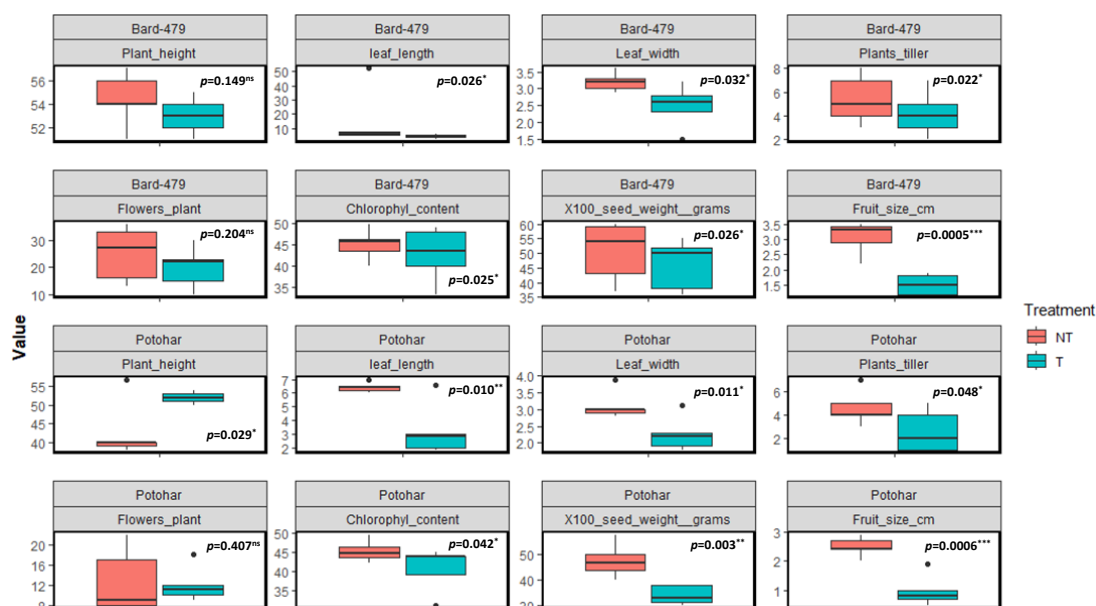 Bard-479 Bard-479 Bard-479 Bard-479
Plant_height leaf_length Leaf_width Plants_tiller
p=0.149ns p=0.026* p=0.032* p=0.022*
56 54 52
50 40 30 20 10
3.5 3.0 2.5 2.0 1.5
8 6 4 2
Bard-479 Bard-479 Bard-479 Bard-479
Flowers_plant Chlorophyl_content X100_seed_weight__grams Fruit_size_cm
p=0.204ns p=0.025* p=0.026* p=0.0005***
30 20 10
50 45 40 35
60 55 50 45 40 35
3.5 3.0 2.5 2.0 1.5
Value
Treatment
NT
T
Potohar Potohar Potohar Potohar
Plant_height leaf_length Leaf_width Plants_tiller
p=0.029* p=0.010** p=0.011* p=0.048*
55 50 45 40
7 6 5 4 3 2
4.0 3.5 3.0 2.5 2.0
6 4 2
Potohar Potohar Potohar Potohar
Flowers_plant Chlorophyl_content X100_seed_weight__grams Fruit_size_cm
p=0.407ns p=0.042* p=0.003** p=0.0006***
20 16 12 8
50 45 40 35
50 40 30
3 2 1